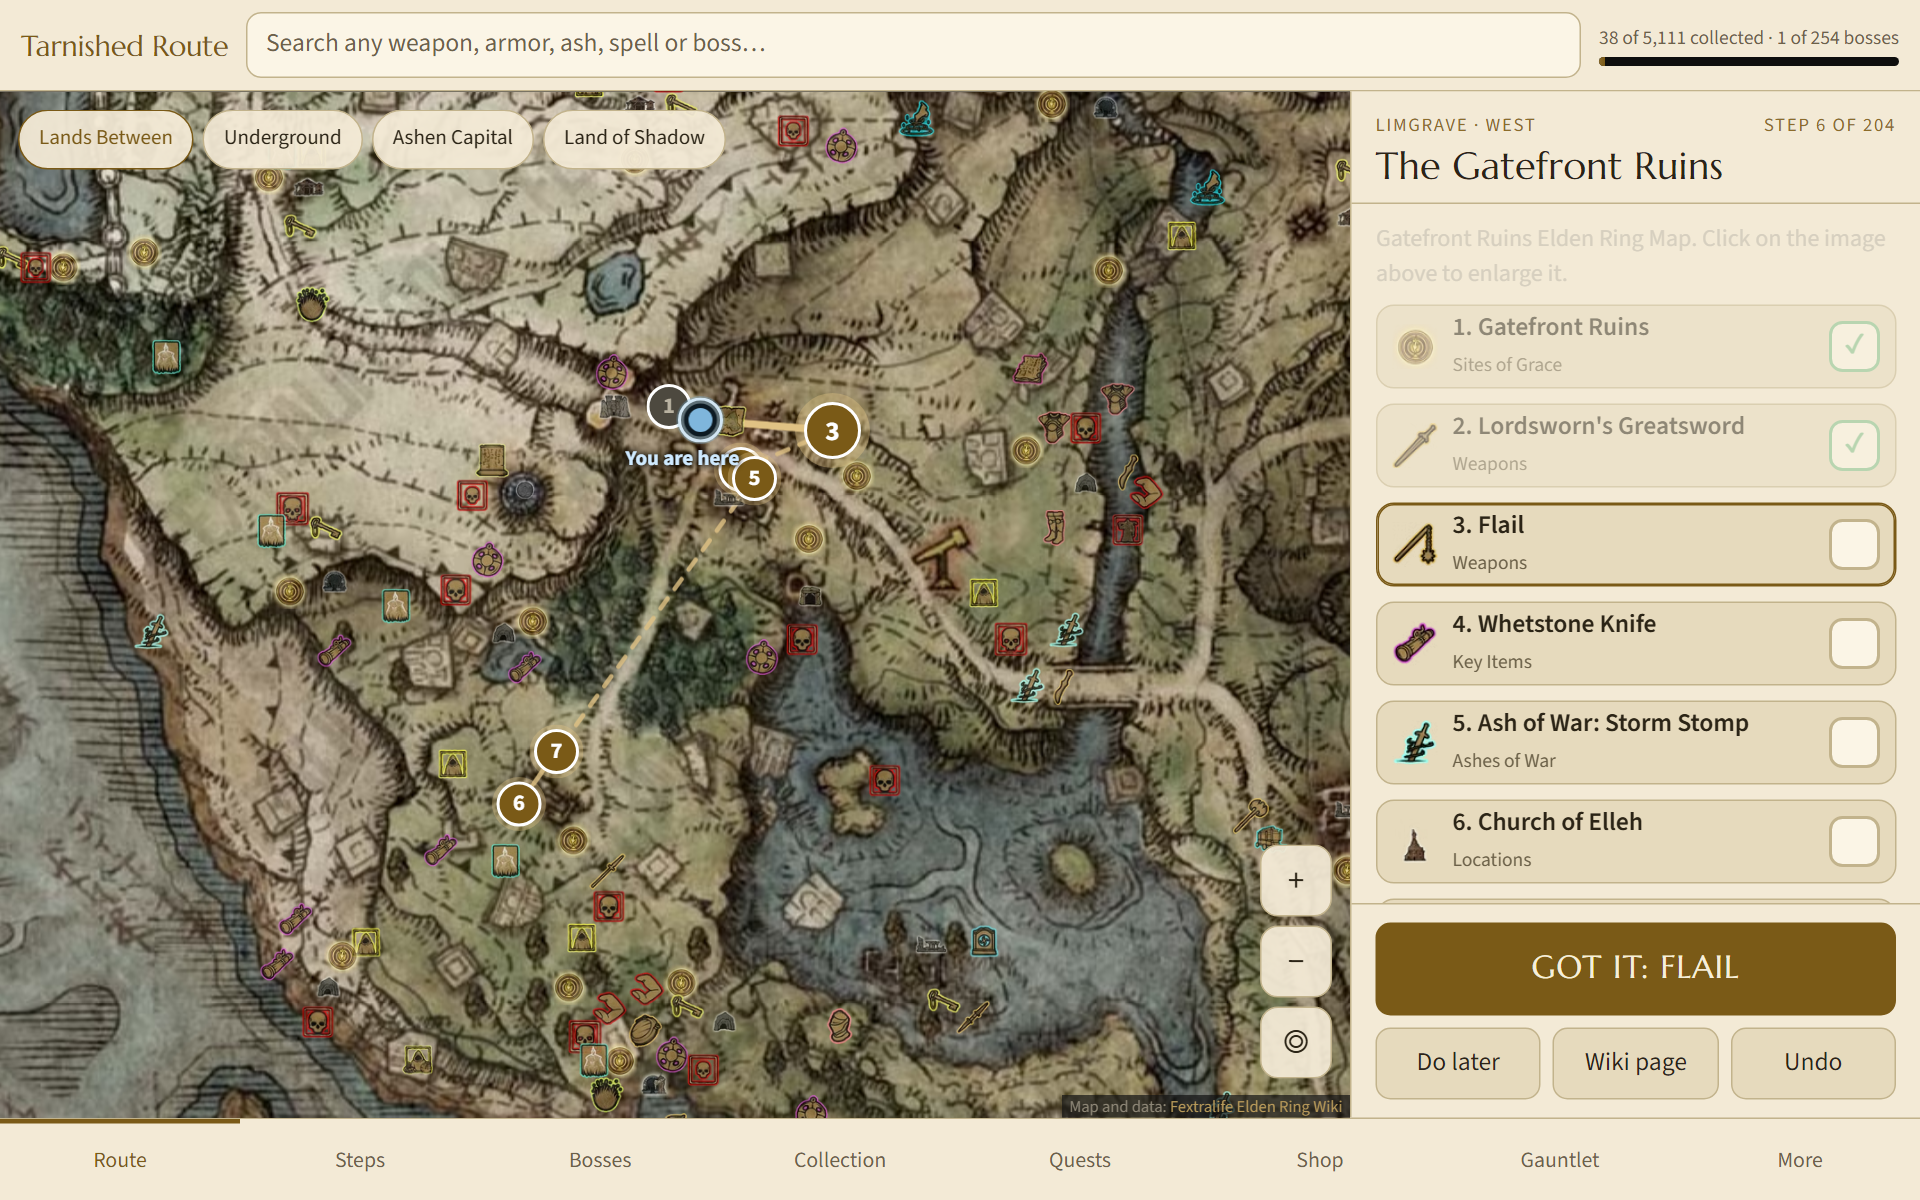 Tarnished Route
Search any weapon, armor, ash, spell or boss…
38 of 5,111 collected · 1 of 254 bosses
Lands Between
Underground
Ashen Capital
Land of Shadow
1
3
You are here
5
7
6
+
−
Map and data: Fextralife Elden Ring Wiki
LIMGRAVE · WEST
STEP 6 OF 204
The Gatefront Ruins
Gatefront Ruins Elden Ring Map. Click on the image
above to enlarge it.
1. Gatefront Ruins
Sites of Grace
2. Lordsworn's Greatsword
Weapons
3. Flail
Weapons
4. Whetstone Knife
Key Items
5. Ash of War: Storm Stomp
Ashes of War
6. Church of Elleh
Locations
GOT IT: FLAIL
Do later
Wiki page
Undo
Route
Steps
Bosses
Collection
Quests
Shop
Gauntlet
More